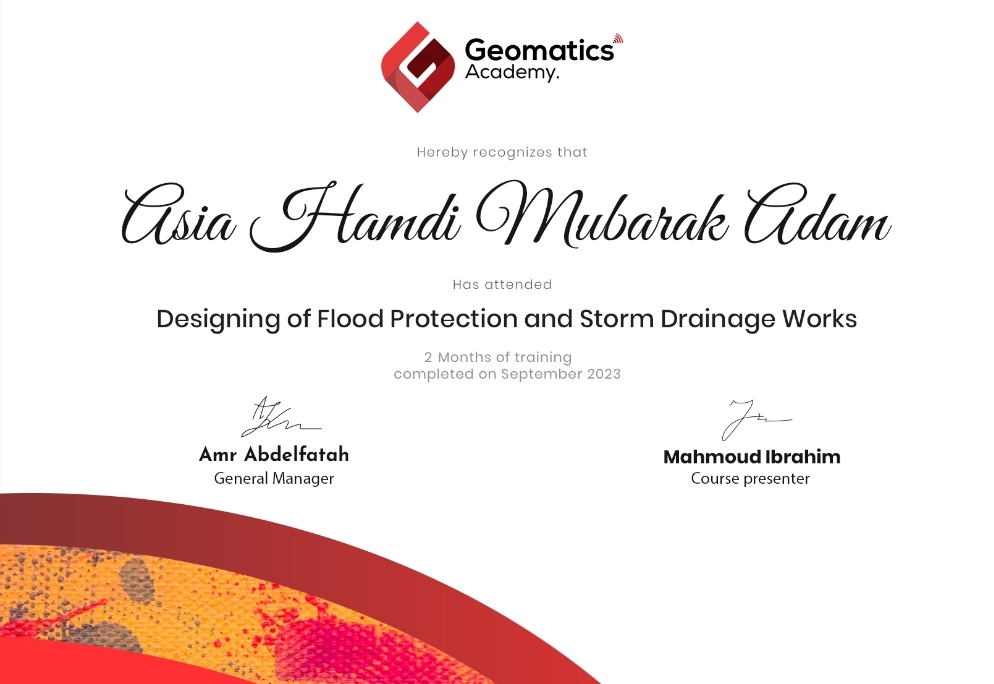 Geomatics
Academy.
Hereby recognizes that
Asia Hamdi Mubarak Adam
Has attended
Designing of Flood Protection and Storm Drainage Works
2 Months of training
completed on September 2023
Amr Abdelfatah
General Manager
Mahmoud Ibrahim
Course presenter